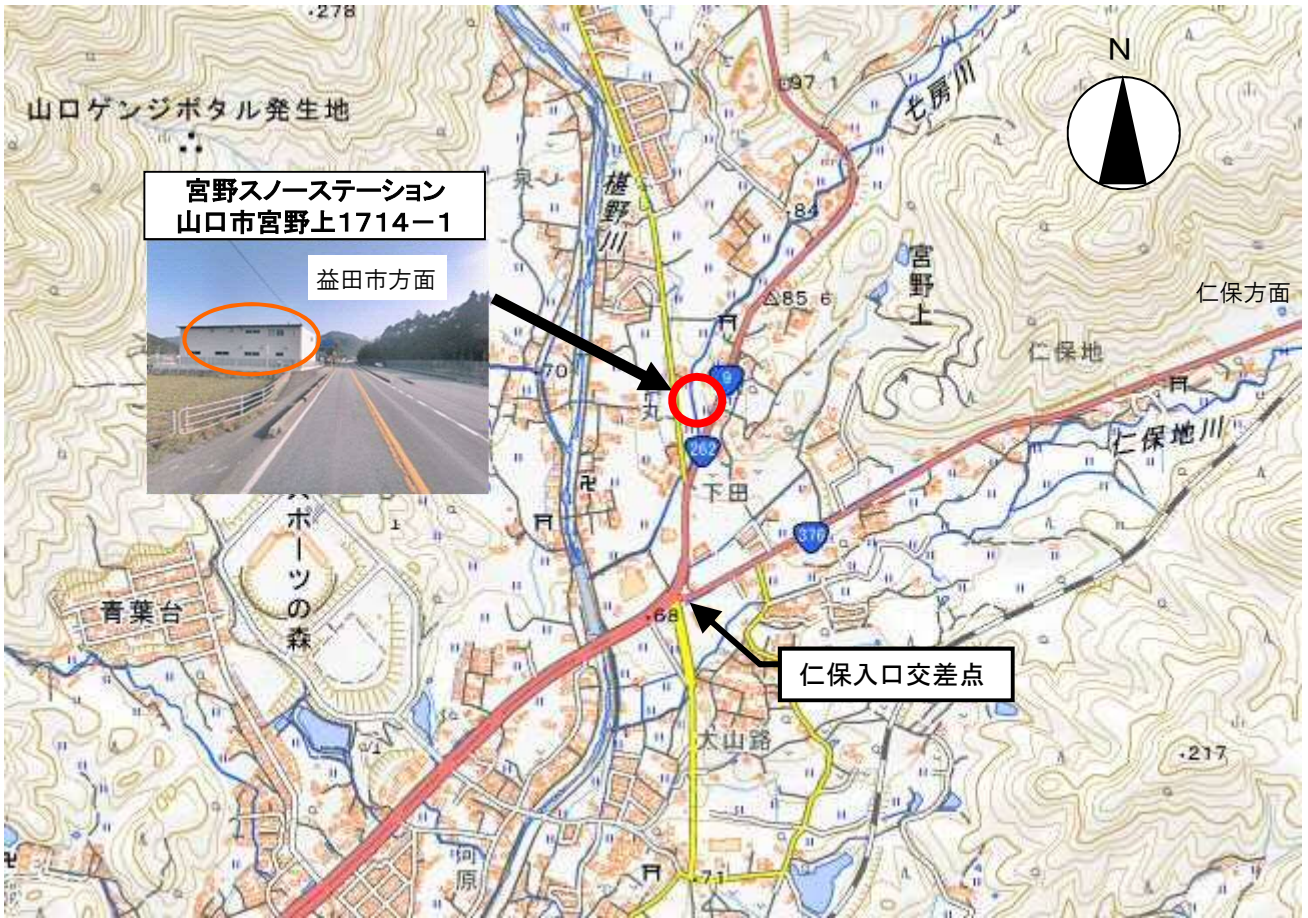 ・278
山口ゲンジボタル発生地
N
97.1
七房川
宮野スノーステーション
山口市宮野上1714－1
益田市方面
泉
椹野川
・84
宮野上
△85.6
仁保方面
仁保地
・70
9
丸
262
仁保地川
下田
376
スポーツの森
青葉台
・68
仁保入口交差点
大山路
・217
河原
・71